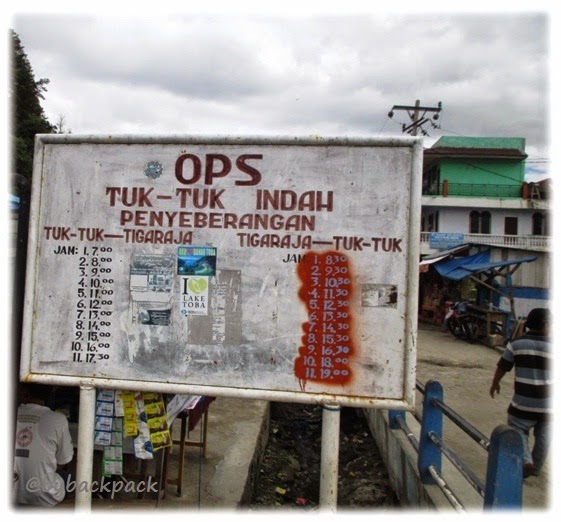 OPS
TUK-TUK INDAH
PENYEBERANGAN
TUK-TUK—TIGARAJA
JAM: 1. 7.00
2. 8.00
3. 9.00
4. 10.00
5. 11.00
6. 12.00
7. 13.00
8. 14.00
9. 15.00
10. 16.00
11. 17.30
TIGARAJA—TUK-TUK
JAM: 1. 8.30
2. 9.30
3. 10.30
4. 11.30
5. 12.30
6. 13.30
7. 14.30
8. 15.30
9. 16.30
10. 18.00
11. 19.00
I
LAKE
TOBA